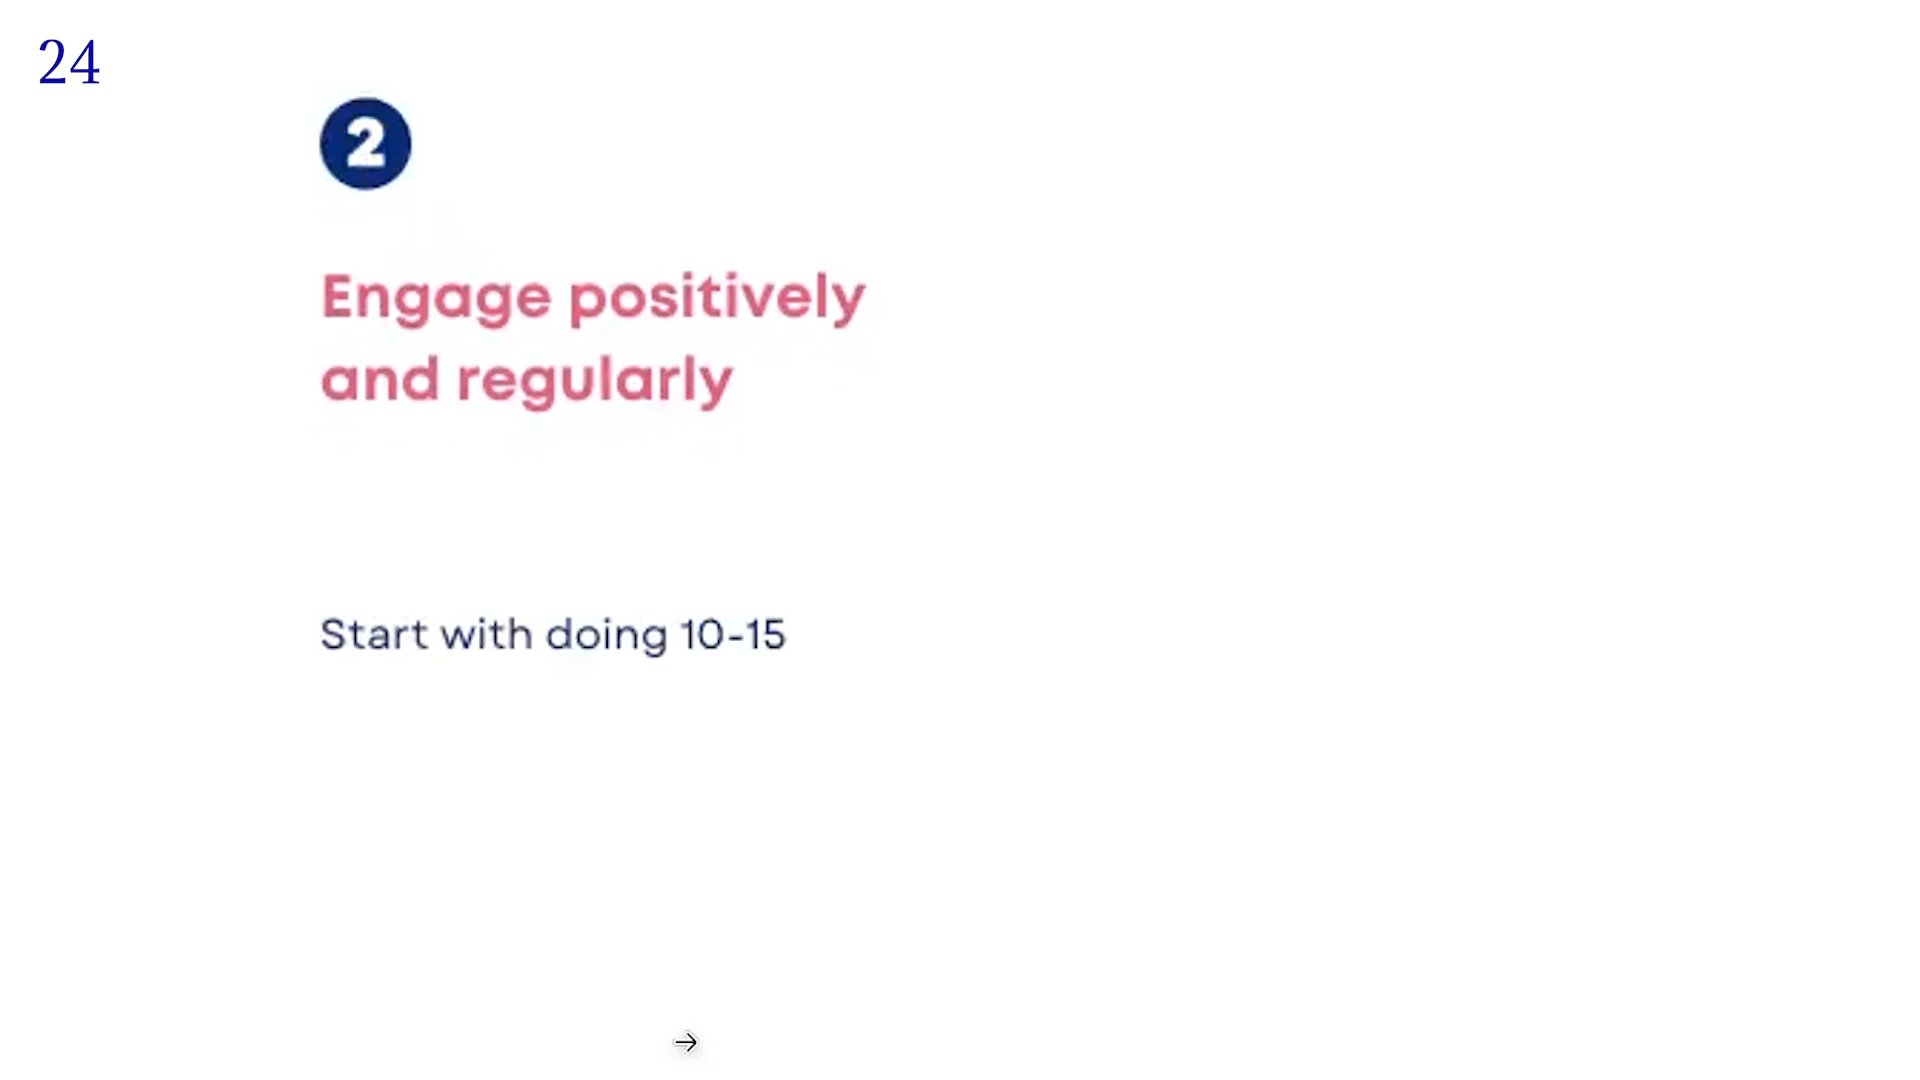 24
2
Engage positively
and regularly
Start with doing 10-15
→